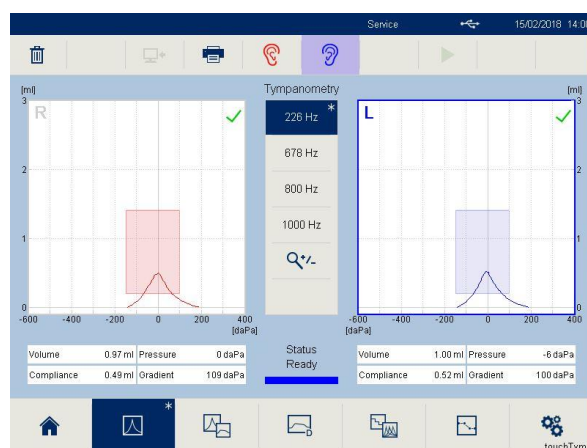 Service 15/02/2018 14:0
[ml] Tympanometry [ml]
R L
226 Hz *
678 Hz
800 Hz
1000 Hz
+/-
3 3
2 2
1 1
0 0
-600 -400 -200 0 200 400 -600 -400 -200 0 200 400
[daPa] [daPa]
Status
Ready
Volume 0.97 ml Pressure 0 daPa
Compliance 0.49 ml Gradient 109 daPa
Volume 1.00 ml Pressure -6 daPa
Compliance 0.52 ml Gradient 100 daPa
*
D
touchTym